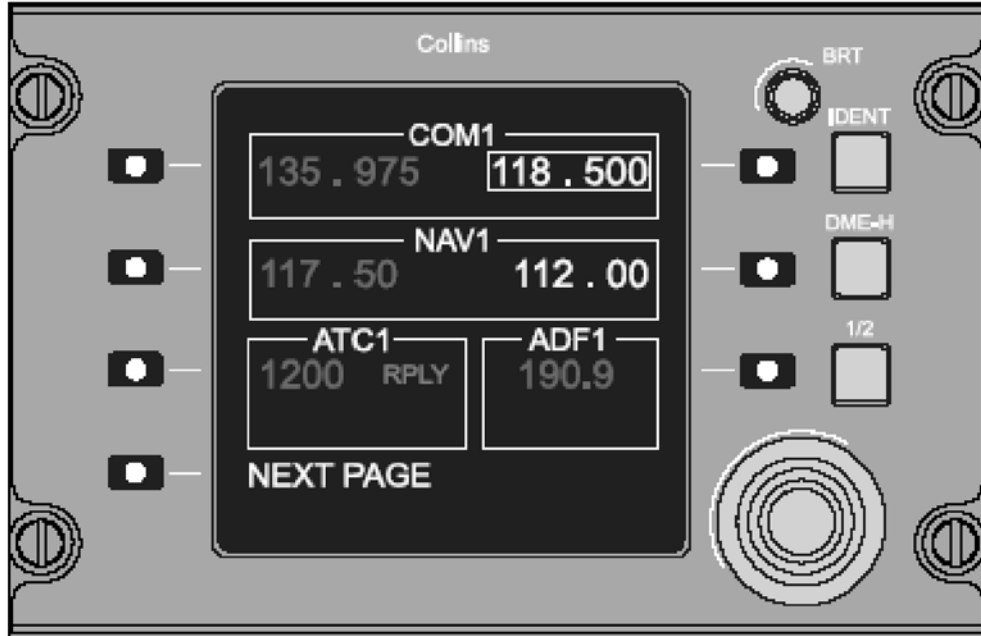 Collins
BRT
IDENT
COM1
135.975 118.500
DME-H
NAV1
117.50 112.00
1/2
ATC1 ADF1
1200 RPLY 190.9
NEXT PAGE